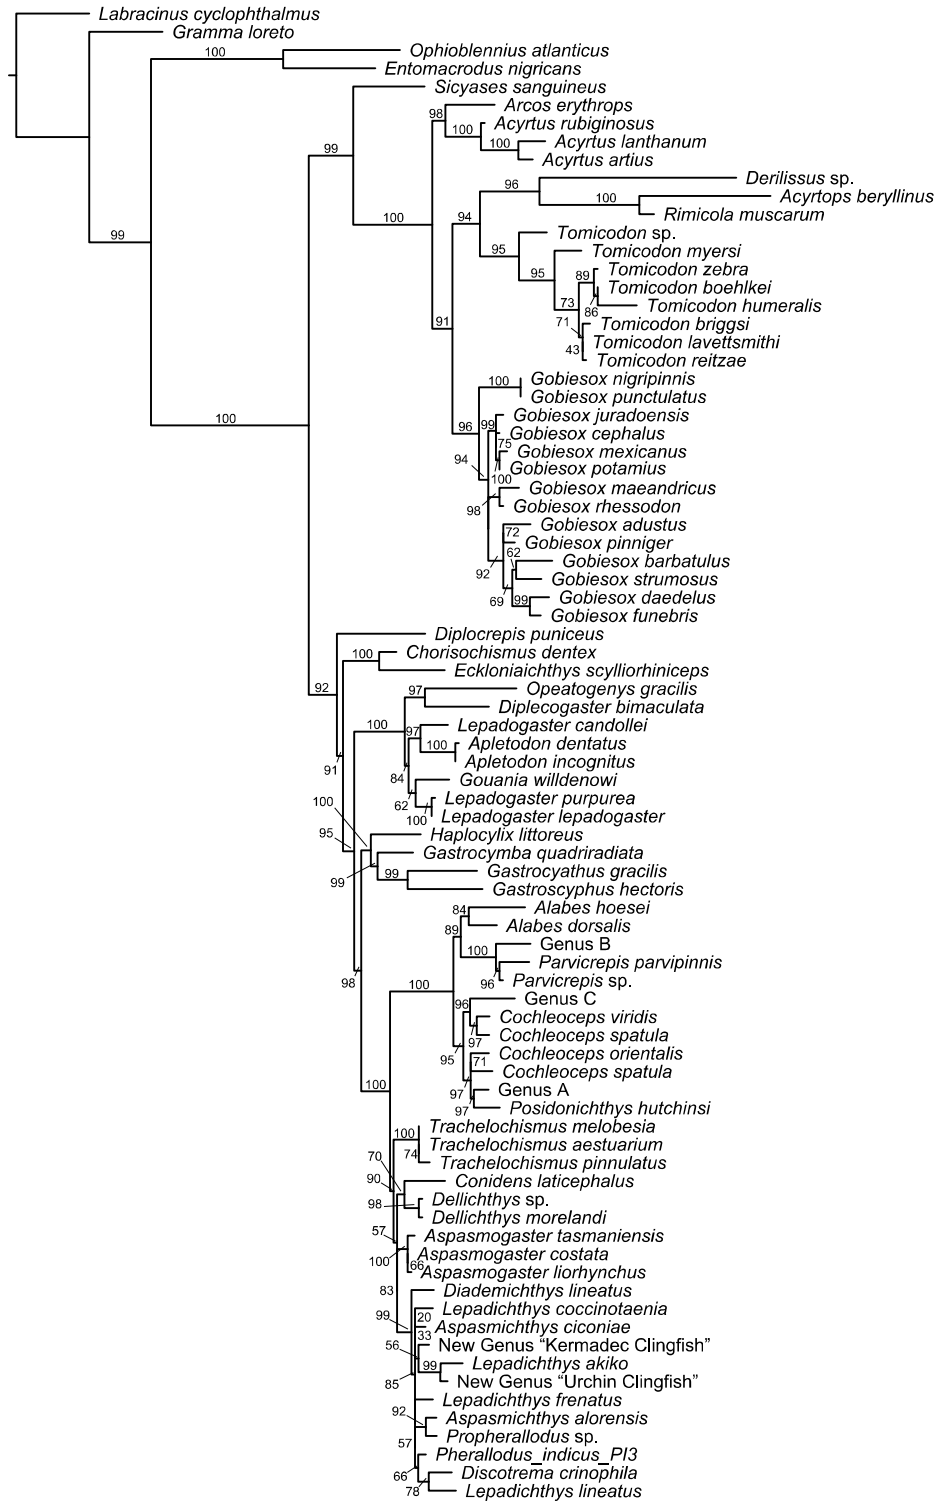 Labracinus cyclophthalmus
Gramma loreto
100
Ophioblennius atlanticus
Entomacrodus nigricans
Sicyases sanguineus
98
Arcos erythrops
100
Acyrtus rubiginosus
100
Acyrtus lanthanum
99
Acyrtus artius
96
Derilissus sp.
100
Acyrtops beryllinus
100
94
Rimicola muscarum
99
95
Tomicodon sp.
95
Tomicodon myersi
89
Tomicodon zebra
Tomicodon boehlkei
73
86
Tomicodon humeralis
91
71
Tomicodon briggsi
43
Tomicodon lavettsmithi
Tomicodon reitzae
100
Gobiesox nigripinnis
Gobiesox punctulatus
100
96
99
Gobiesox juradoensis
75
Gobiesox cephalus
94
Gobiesox mexicanus
100
Gobiesox potamius
98
Gobiesox maeandricus
Gobiesox rhessodon
72
Gobiesox adustus
62
Gobiesox pinniger
92
Gobiesox barbatulus
Gobiesox strumosus
69
99
Gobiesox daedelus
Gobiesox funebris
Diplocrepis puniceus
100
Chorisochismus dentex
Eckloniaichthys scylliorhiniceps
92
97
Opeatogenys gracilis
Diplecogaster bimaculata
100
97
Lepadogaster candollei
100
Apletodon dentatus
91
84
Apletodon incognitus
Gouania willdenowi
62
Lepadogaster purpurea
100
100
Lepadogaster lepadogaster
95
Haplocylix littoreus
Gastrocymba quadriradiata
99
99
Gastrocyathus gracilis
Gastroscyphus hectoris
84
Alabes hoesei
89
Alabes dorsalis
100
Genus B
Parvicrepis parvipinnis
98
100
96
Parvicrepis sp.
96
Genus C
Cochleoceps viridis
97
Cochleoceps spatula
95
71
Cochleoceps orientalis
Cochleoceps spatula
100
97
Genus A
97
Posidonichthys hutchinsi
100
Trachelochismus melobesia
74
Trachelochismus aestuarium
70
Trachelochismus pinnulatus
90
Conidens laticephalus
98
Dellichthys sp.
Dellichthys morelandi
57
Aspasmogaster tasmaniensis
100
66
Aspasmogaster costata
Aspasmogaster liorhynchus
83
Diademichthys lineatus
99
20
Lepadichthys coccinotaenia
33
Aspasmichthys ciconiae
56
New Genus “Kermadec Clingfish”
99
Lepadichthys akiko
85
New Genus “Urchin Clingfish”
Lepadichthys frenatus
92
Aspasmichthys alorensis
57
Propherallodus sp.
Pherallodus_indicus_PI3
66
Discotrema crinophila
78
Lepadichthys lineatus